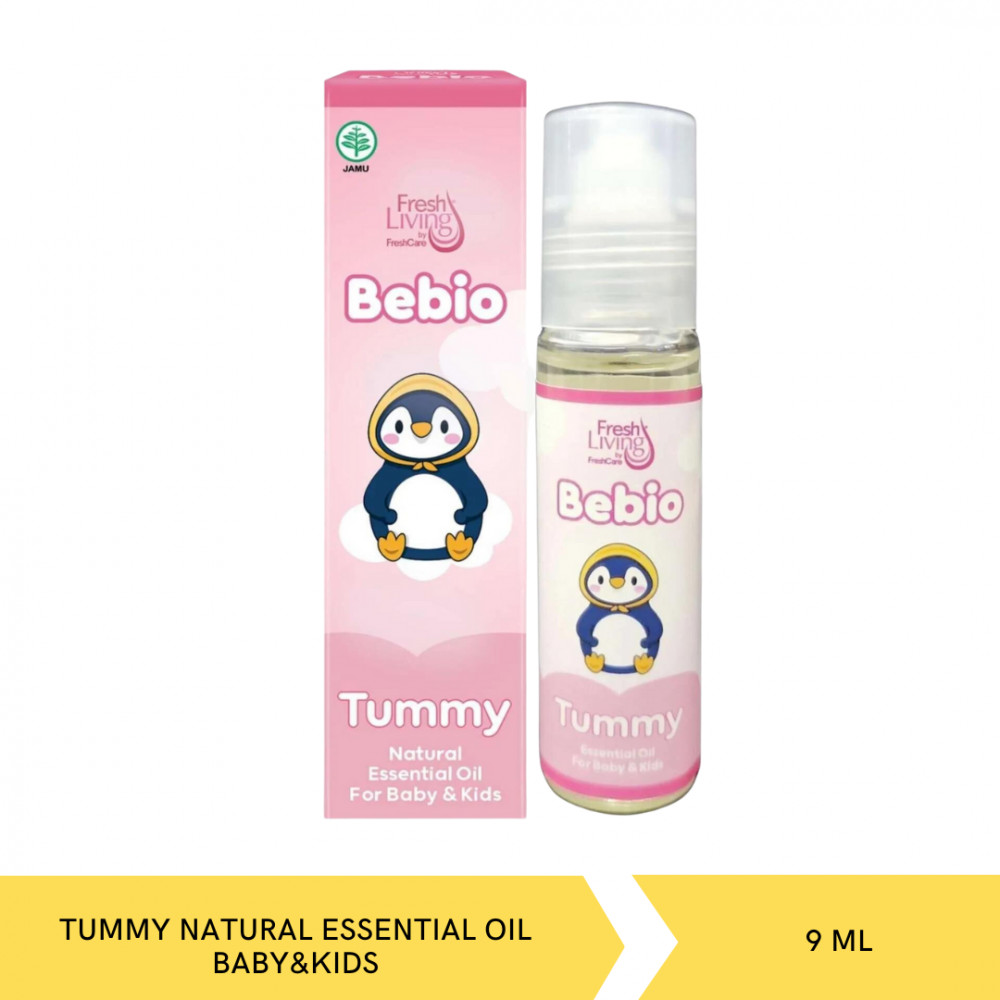 Bebio
JAMU
Fresh
Living
by
FreshCare
Bebio
Tummy
Natural
Essential Oil
For Baby & Kids
Fresh
Living
by
FreshCare
Bebio
Tummy
Essential Oil
For Baby & Kids
TUMMY NATURAL ESSENTIAL OIL
BABY&KIDS
9 ML